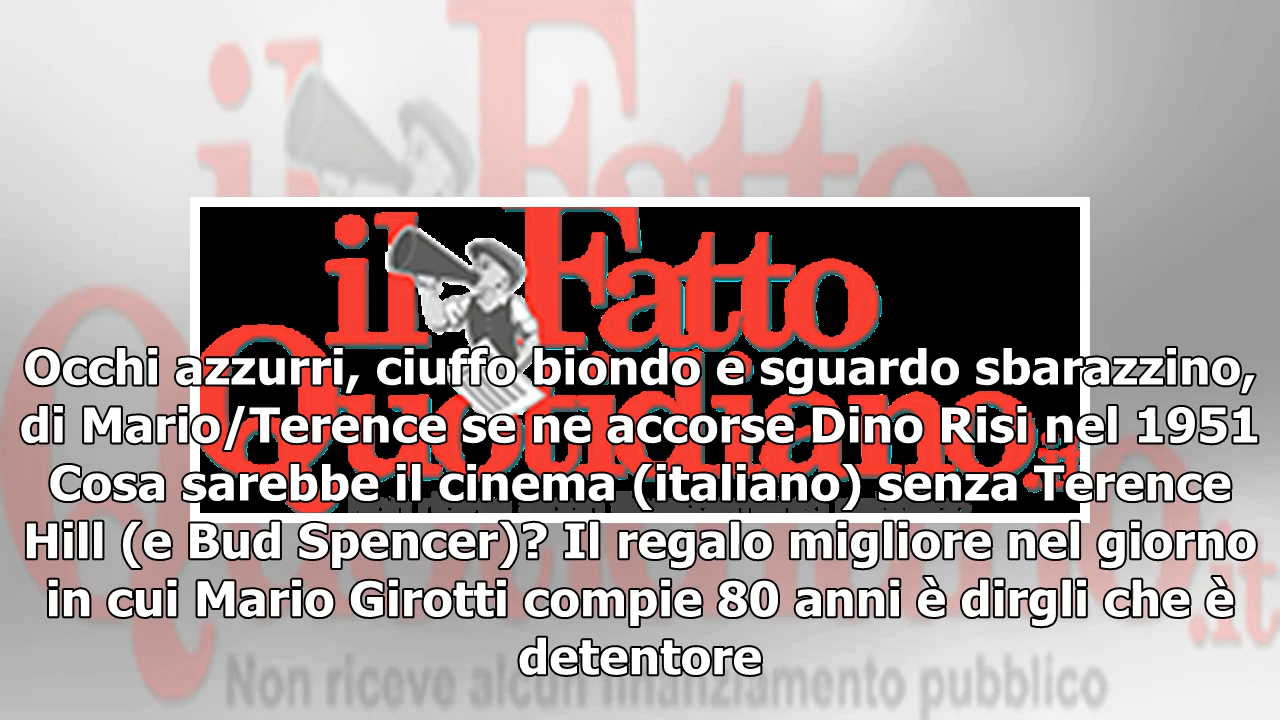 il Fatto
Quotidiano.it
Occhi azzurri, ciuffo biondo e sguardo sbarazzino,
di Mario/Terence se ne accorse Dino Risi nel 1951
Cosa sarebbe il cinema (italiano) senza Terence
Hill (e Bud Spencer)? Il regalo migliore nel giorno
in cui Mario Girotti compie 80 anni è dirgli che è
detentore
Non riceve alcun finanziamento pubblico